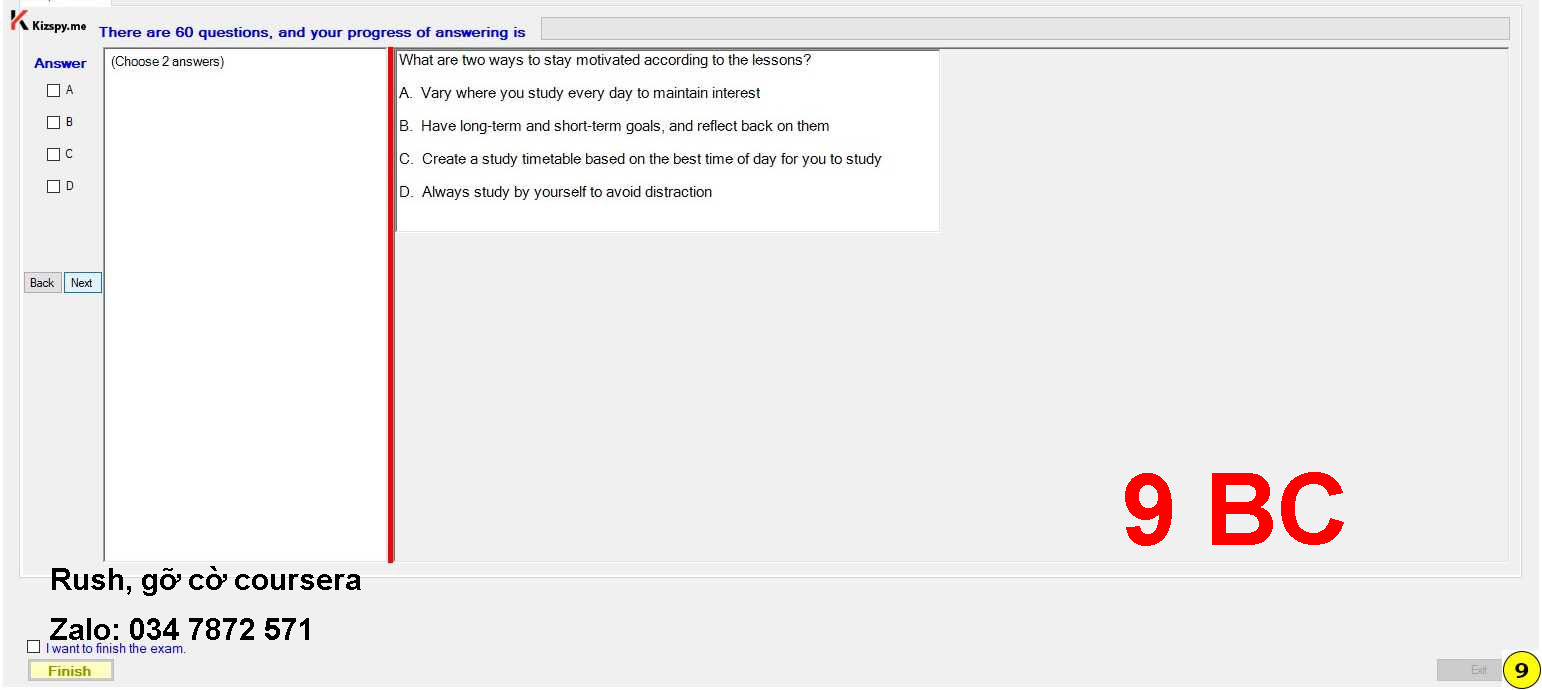 Kizspy.me
There are 60 questions, and your progress of answering is
Answer
A
B
C
D
Back
Next
(Choose 2 answers)
What are two ways to stay motivated according to the lessons?
A. Vary where you study every day to maintain interest
B. Have long-term and short-term goals, and reflect back on them
C. Create a study timetable based on the best time of day for you to study
D. Always study by yourself to avoid distraction
9 BC
Rush, gỡ cờ coursera
Zalo: 034 7872 571
I want to finish the exam.
Finish
Exit
9